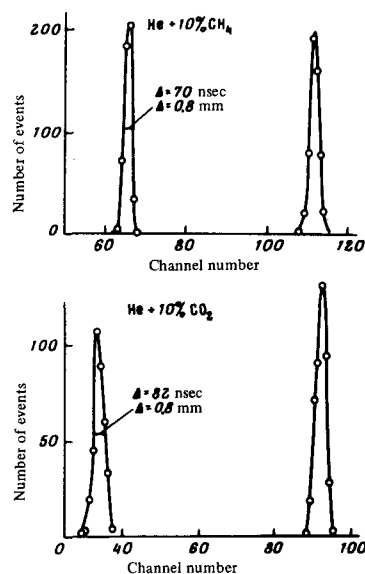 He + 10% CH₄
200
Δ = 70 nsec
Δ = 0,8 mm
100
0
Number of events
60 80 100 120
Channel number
He + 10% CO₂
100
Δ = 82 nsec
Δ = 0,8 mm
50
Number of events
0 40 60 80 100
Channel number